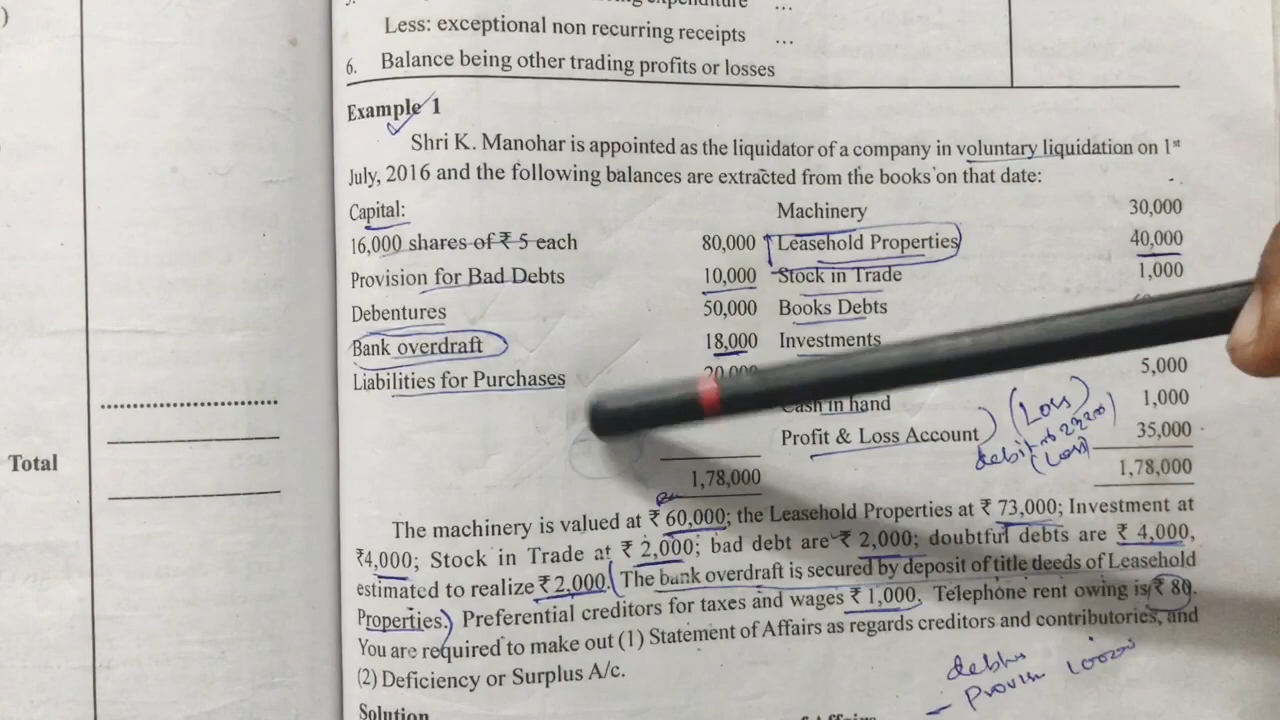 )
Less: exceptional non recurring receipts ...
6. Balance being other trading profits or losses
Example 1
Shri K. Manohar is appointed as the liquidator of a company in voluntary liquidation on 1st
July, 2016 and the following balances are extracted from the books on that date:
Capital: Machinery 30,000
16,000 shares of ₹ 5 each 80,000 Leasehold Properties 40,000
Provision for Bad Debts 10,000 Stock in Trade 1,000
Debentures 50,000 Books Debts
Bank overdraft 18,000 Investments
Liabilities for Purchases 20,000 5,000
Cash in hand 1,000
Profit & Loss Account 35,000
(Loss)
debit
(Loss)
1,78,000 1,78,000
Total
The machinery is valued at ₹ 60,000; the Leasehold Properties at ₹ 73,000; Investment at
₹4,000; Stock in Trade at ₹ 2,000; bad debt are ₹ 2,000; doubtful debts are ₹ 4,000,
estimated to realize ₹ 2,000. The bank overdraft is secured by deposit of title deeds of Leasehold
Properties. Preferential creditors for taxes and wages ₹ 1,000. Telephone rent owing is ₹ 80.
You are required to make out (1) Statement of Affairs as regards creditors and contributories, and
(2) Deficiency or Surplus A/c.
debts
Solution